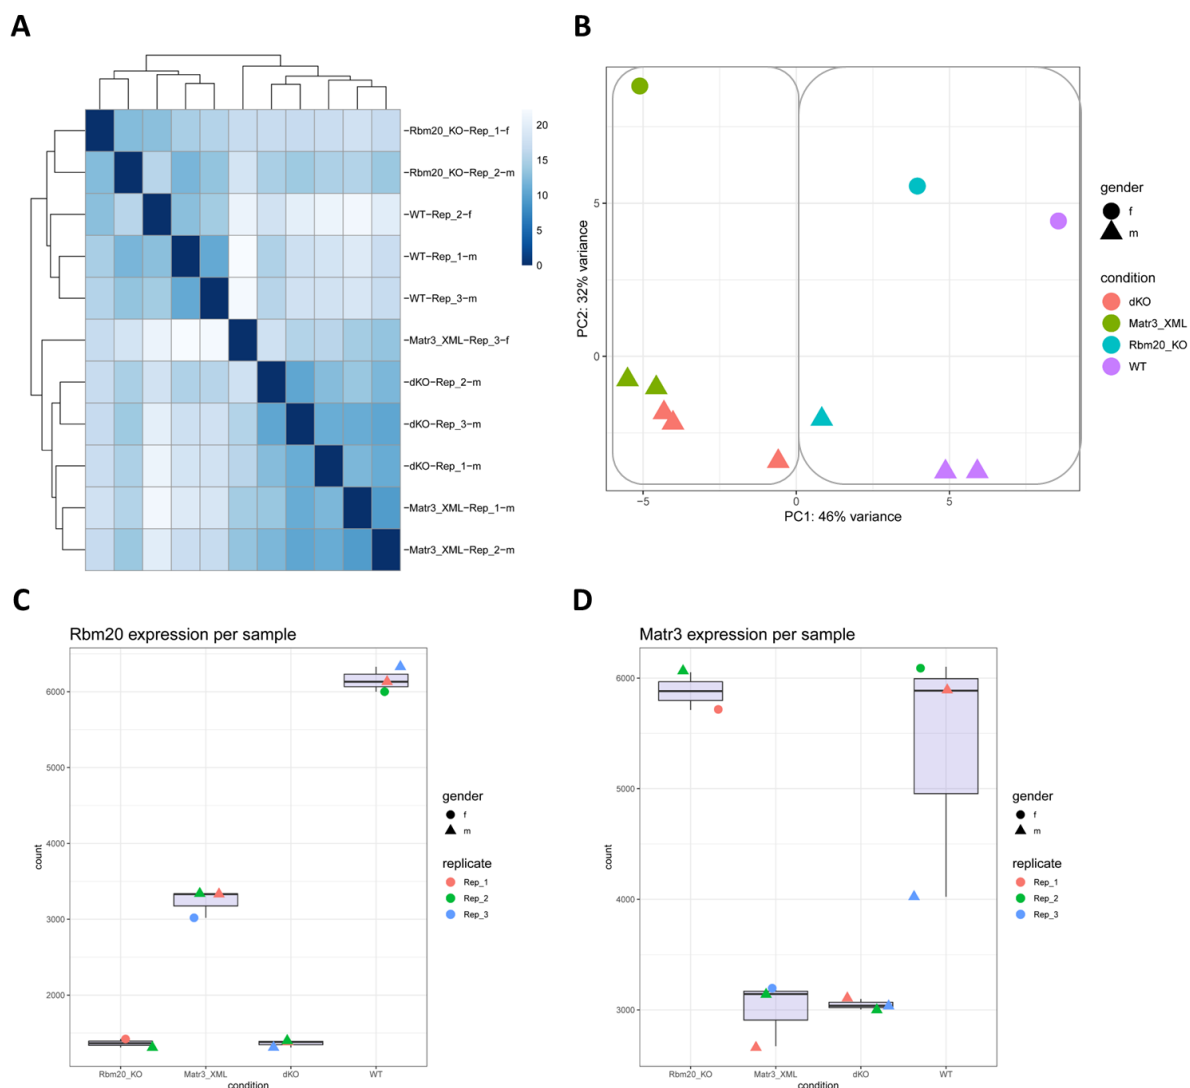 A
20
15
10
5
0
Rbm20_KO-Rep_1-f
Rbm20_KO-Rep_2-m
WT-Rep_2-f
WT-Rep_1-m
WT-Rep_3-m
Matr3_XML-Rep_3-f
dKO-Rep_2-m
dKO-Rep_3-m
dKO-Rep_1-m
Matr3_XML-Rep_1-m
Matr3_XML-Rep_2-m
B
PC2: 32% variance
5
0
-5
0
5
PC1: 46% variance
gender
f
m
condition
dKO
Matr3_XML
Rbm20_KO
WT
C
Rbm20 expression per sample
count
6000
5000
4000
3000
2000
Rbm20_KO
Matr3_XML
dKO
WT
condition
gender
f
m
replicate
Rep_1
Rep_2
Rep_3
D
Matr3 expression per sample
count
6000
5000
4000
3000
Rbm20_KO
Matr3_XML
dKO
WT
condition
gender
f
m
replicate
Rep_1
Rep_2
Rep_3